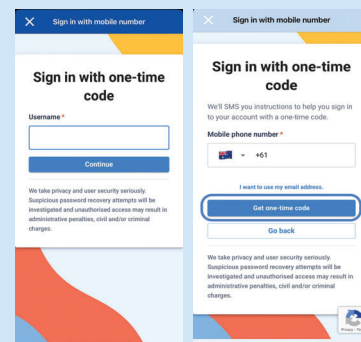 Sign in with mobile number
Sign in with one-time
code
Username *
Continue
We take privacy and user security seriously.
Suspicious password recovery attempts will be
investigated and unauthorised access may result in
administrative penalties, civil and/or criminal
charges.
Sign in with mobile number
Sign in with one-time
code
We'll SMS you instructions to help you sign in
to your account with a one-time code.
Mobile phone number *
+61
I want to use my email address.
Get one-time code
Go back
We take privacy and user security seriously.
Suspicious password recovery attempts will be
investigated and unauthorised access may result in
administrative penalties, civil and/or criminal
charges.